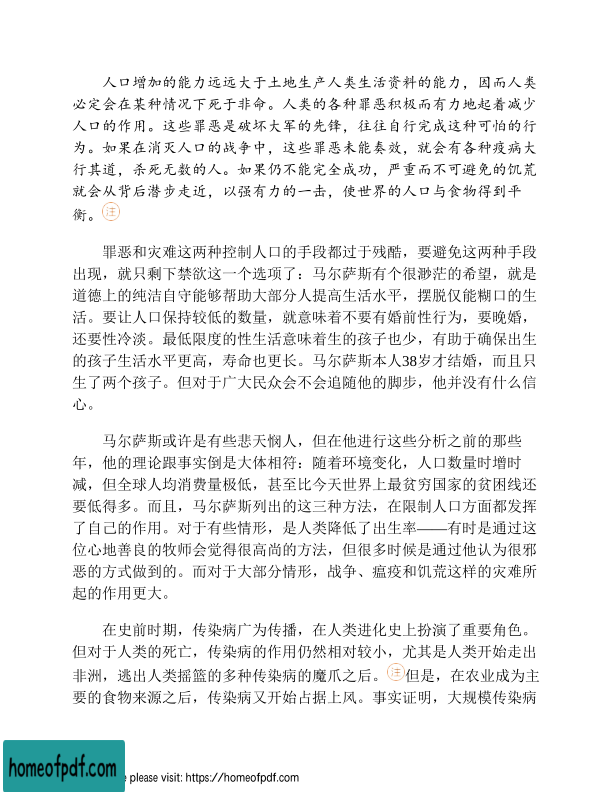 人口增加的能力远远大于土地生产人类生活资料的能力，因而人类
必定会在某种情况下死于非命。人类的各种罪恶积极而有力地起着减少
人口的作用。这些罪恶是破坏大军的先锋，往往自行完成这种可怕的行
为。如果在消灭人口的战争中，这些罪恶未能奏效，就会有各种疫病大
行其道，杀死无数的人。如果仍不能完全成功，严重而不可避免的饥荒
就会从背后潜步走近，以强有力的一击，使世界的人口与食物得到平
衡。注
罪恶和灾难这两种控制人口的手段都过于残酷，要避免这两种手段
出现，就只剩下禁欲这一个选项了：马尔萨斯有个很渺茫的希望，就是
道德上的纯洁自守能够帮助大部分人提高生活水平，摆脱仅能糊口的生
活。要让人口保持较低的数量，就意味着不要有婚前性行为，要晚婚，
还要性冷淡。最低限度的性生活意味着生的孩子也少，有助于确保出生
的孩子生活水平更高，寿命也更长。马尔萨斯本人38岁才结婚，而且只
生了两个孩子。但对于广大民众会不会追随他的脚步，他并没有什么信
心。
马尔萨斯或许是有些悲天悯人，但在他进行这些分析之前的那些
年，他的理论跟事实倒是大体相符：随着环境变化，人口数量时增时
减，但全球人均消费量极低，甚至比今天世界上最贫穷国家的贫困线还
要低得多。而且，马尔萨斯列出的这三种方法，在限制人口方面都发挥
了自己的作用。对于有些情形，是人类降低了出生率——有时是通过这
位心地善良的牧师会觉得很高尚的方法，但很多时候是通过他认为很邪
恶的方式做到的。而对于大部分情形，战争、瘟疫和饥荒这样的灾难所
起的作用更大。
在史前时期，传染病广为传播，在人类进化史上扮演了重要角色。
但对于人类的死亡，传染病的作用仍然相对较小，尤其是人类开始走出
非洲，逃出人类摇篮的多种传染病的魔爪之后。注但是，在农业成为主
要的食物来源之后，传染病又开始占据上风。事实证明，大规模传染病
homeofpdf.com
e please visit: https://homeofpdf.com